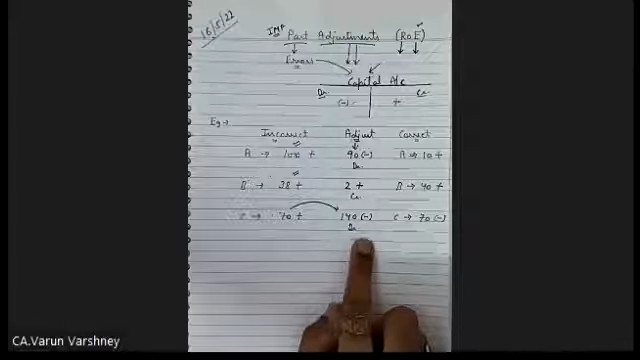 16/5/22
IMP Past Adjustments (RoE)
Errors
Capital A/c
Dr. Cr.
(-) +
Eg →
Incorrect Adjust Correct
A → 100 + 90 (-) A → 10 +
Dr.
B → 38 + 2 + B → 40 +
Cr.
C → 70 + 140 (-) C → 70 (-)
Dr.
CA.Varun Varshney